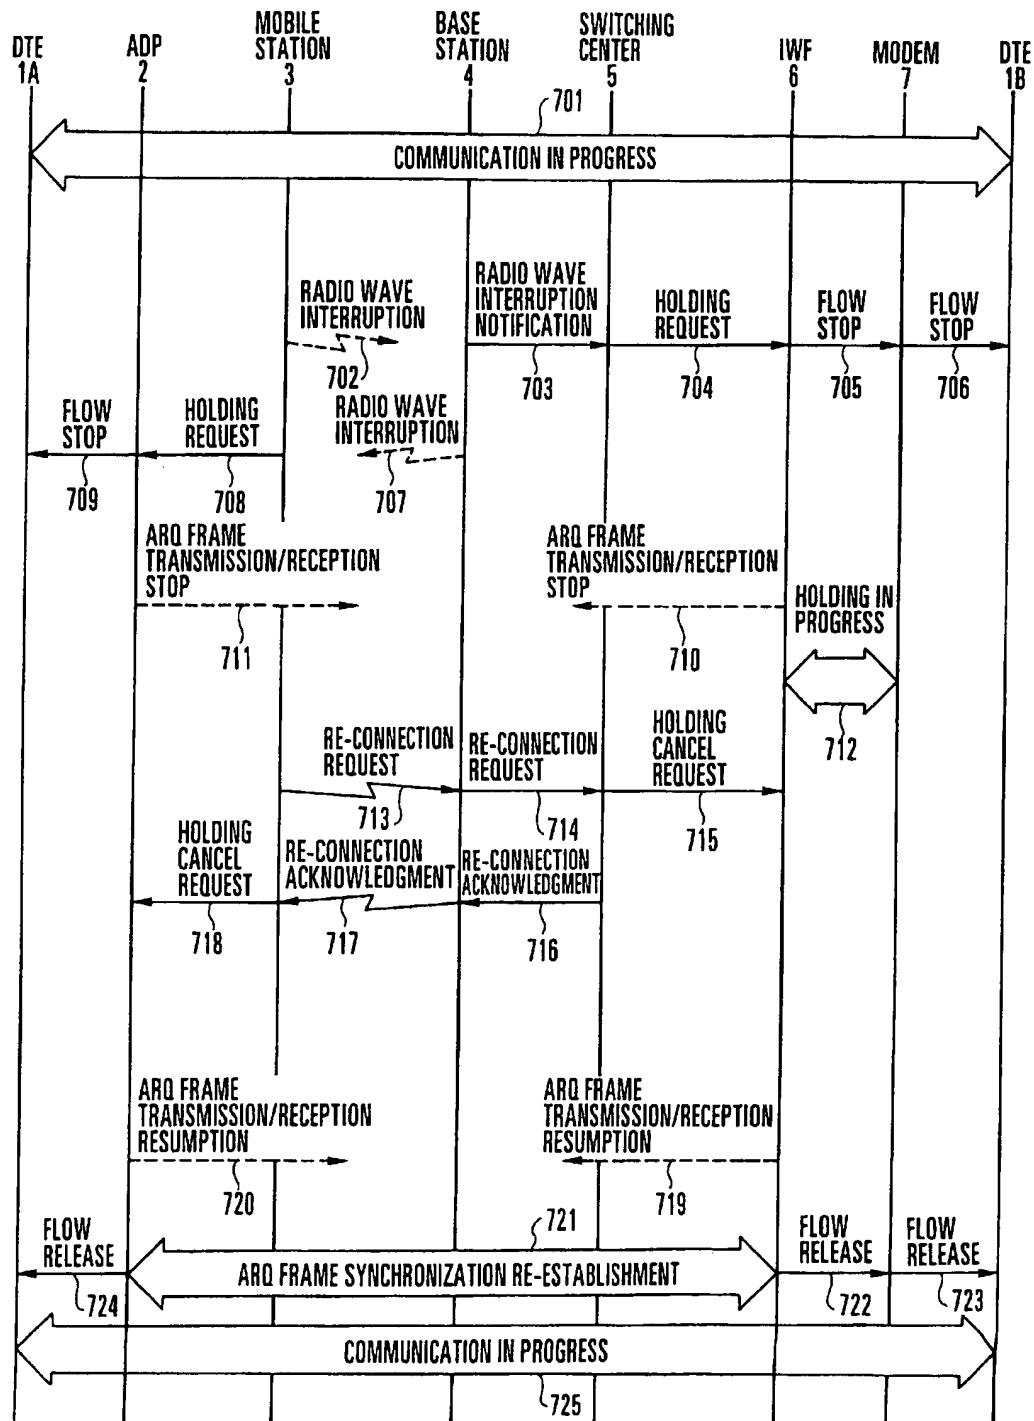 DTE
1A
ADP
2
MOBILE
STATION
3
BASE
STATION
4
SWITCHING
CENTER
5
IWF
6
MODEM
7
DTE
1B
701
COMMUNICATION IN PROGRESS
RADIO WAVE
INTERRUPTION
702
RADIO WAVE
INTERRUPTION
NOTIFICATION
703
HOLDING
REQUEST
704
FLOW
STOP
705
FLOW
STOP
706
FLOW
STOP
709
HOLDING
REQUEST
708
RADIO WAVE
INTERRUPTION
707
ARQ FRAME
TRANSMISSION/RECEPTION
STOP
711
ARQ FRAME
TRANSMISSION/RECEPTION
STOP
710
HOLDING IN
PROGRESS
712
RE-CONNECTION
REQUEST
713
RE-CONNECTION
REQUEST
714
HOLDING
CANCEL
REQUEST
715
HOLDING
CANCEL
REQUEST
718
RE-CONNECTION
ACKNOWLEDGMENT
717
RE-CONNECTION
ACKNOWLEDGMENT
716
ARQ FRAME
TRANSMISSION/RECEPTION
RESUMPTION
720
ARQ FRAME
TRANSMISSION/RECEPTION
RESUMPTION
719
FLOW
RELEASE
724
721
ARQ FRAME SYNCHRONIZATION RE-ESTABLISHMENT
FLOW
RELEASE
722
FLOW
RELEASE
723
COMMUNICATION IN PROGRESS
725